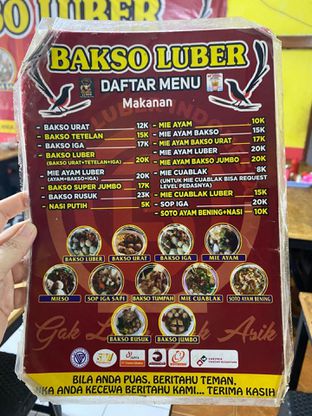 SO LUBER
BAKSO LUBER
DAFTAR MENU
Makanan
- BAKSO URAT 12K
- BAKSO TETELAN 15K
- BAKSO IGA 17K
- BAKSO LUBER 20K
(BAKSO URAT+TETELAN+IGA)
MIE AYAM LUBER 20K
(AYAM+BAKSO+IGA)
- BAKSO SUPER JUMBO 17K
- BAKSO RUSUK 23K
- NASI PUTIH 5K
- MIE AYAM 10K
- MIE AYAM BAKSO 15K
- MIE AYAM BAKSO URAT 17K
- MIE AYAM LUBER 20K
- MIE AYAM BAKSO JUMBO 20K
- MIE CUABLAK 8K
(UNTUK MIE CUABLAK BISA REQUEST
LEVEL PEDASNYA)
- MIE CUABLAK LUBER 15K
- SOP IGA 20K
- SOTO AYAM BENING+NASI 10K
BAKSO LUBER
BAKSO URAT
BAKSO IGA
MIE AYAM
MIESO
SOP IGA SAPI
BAKSO TUMPAH
MIE CUABLAK
SOTO AYAM BENING
BAKSO RUSUK
BAKSO JUMBO
Gak Asik
BILA ANDA PUAS, BERITAHU TEMAN,
JIKA ANDA KECEWA BERITAHU KAMI... TERIMA KASIH